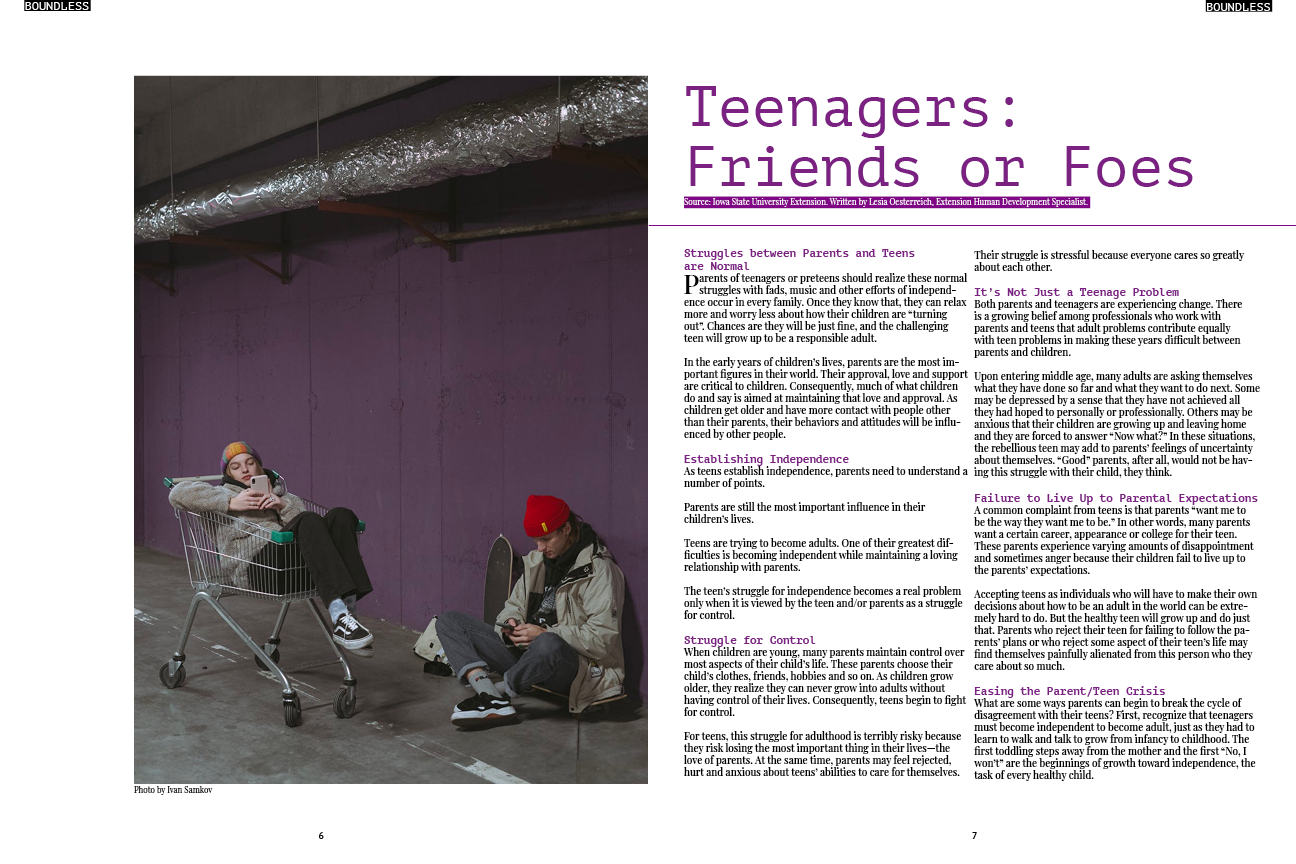 BOUNDLESS
BOUNDLESS
Teenagers:
Friends or Foes
Source: Iowa State University Extension. Written by Lesia Oesterreich, Extension Human Development Specialist.
Struggles between Parents and Teens
are Normal
Parents of teenagers or preteens should realize these normal
struggles with fads, music and other efforts of independ-
ence occur in every family. Once they know that, they can relax
more and worry less about how their children are “turning
out”. Chances are they will be just fine, and the challenging
teen will grow up to be a responsible adult.
In the early years of children’s lives, parents are the most im-
portant figures in their world. Their approval, love and support
are critical to children. Consequently, much of what children
do and say is aimed at maintaining that love and approval. As
children get older and have more contact with people other
than their parents, their behaviors and attitudes will be influ-
enced by other people.
Establishing Independence
As teens establish independence, parents need to understand a
number of points.
Parents are still the most important influence in their
children’s lives.
Teens are trying to become adults. One of their greatest dif-
ficulties is becoming independent while maintaining a loving
relationship with parents.
The teen’s struggle for independence becomes a real problem
only when it is viewed by the teen and/or parents as a struggle
for control.
Struggle for Control
When children are young, many parents maintain control over
most aspects of their child’s life. These parents choose their
child’s clothes, friends, hobbies and so on. As children grow
older, they realize they can never grow into adults without
having control of their lives. Consequently, teens begin to fight
for control.
For teens, this struggle for adulthood is terribly risky because
they risk losing the most important thing in their lives—the
love of parents. At the same time, parents may feel rejected,
hurt and anxious about teens’ abilities to care for themselves.
Their struggle is stressful because everyone cares so greatly
about each other.
It’s Not Just a Teenage Problem
Both parents and teenagers are experiencing change. There
is a growing belief among professionals who work with
parents and teens that adult problems contribute equally
with teen problems in making these years difficult between
parents and children.
Upon entering middle age, many adults are asking themselves
what they have done so far and what they want to do next. Some
may be depressed by a sense that they have not achieved all
they had hoped to personally or professionally. Others may be
anxious that their children are growing up and leaving home
and they are forced to answer “Now what?” In these situations,
the rebellious teen may add to parents’ feelings of uncertainty
about themselves. “Good” parents, after all, would not be hav-
ing this struggle with their child, they think.
Failure to Live Up to Parental Expectations
A common complaint from teens is that parents “want me to
be the way they want me to be.” In other words, many parents
want a certain career, appearance or college for their teen.
These parents experience varying amounts of disappointment
and sometimes anger because their children fail to live up to
the parents’ expectations.
Accepting teens as individuals who will have to make their own
decisions about how to be an adult in the world can be extre-
mely hard to do. But the healthy teen will grow up and do just
that. Parents who reject their teen for failing to follow the pa-
rents’ plans or who reject some aspect of their teen’s life may
find themselves painfully alienated from this person who they
care about so much.
Easing the Parent/Teen Crisis
What are some ways parents can begin to break the cycle of
disagreement with their teens? First, recognize that teenagers
must become independent to become adult, just as they had to
learn to walk and talk to grow from infancy to childhood. The
first toddling steps away from the mother and the first “No, I
won’t” are the beginnings of growth toward independence, the
task of every healthy child.
Photo by Ivan Samkov
6
7